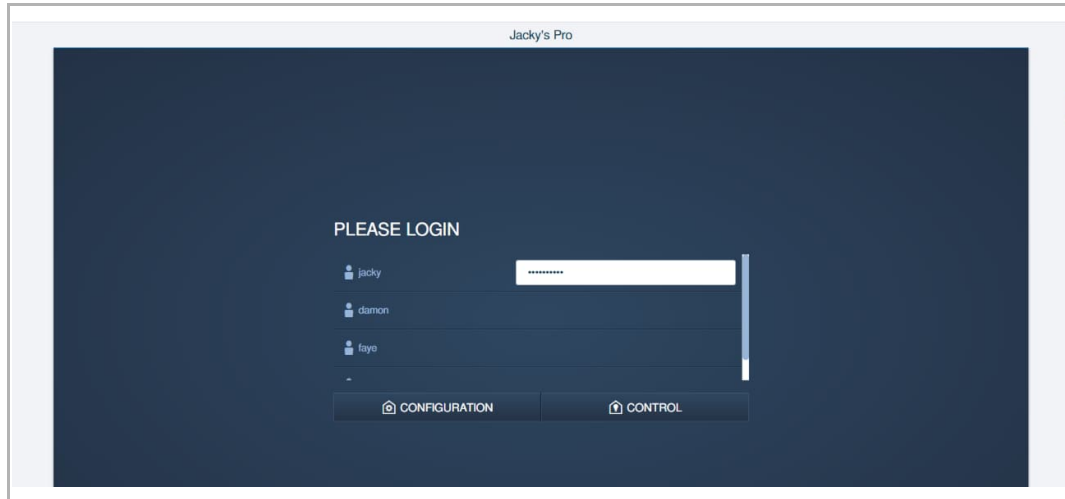 Jacky's Pro
PLEASE LOGIN
jacky
••••••••••
damon
faye
CONFIGURATION
CONTROL